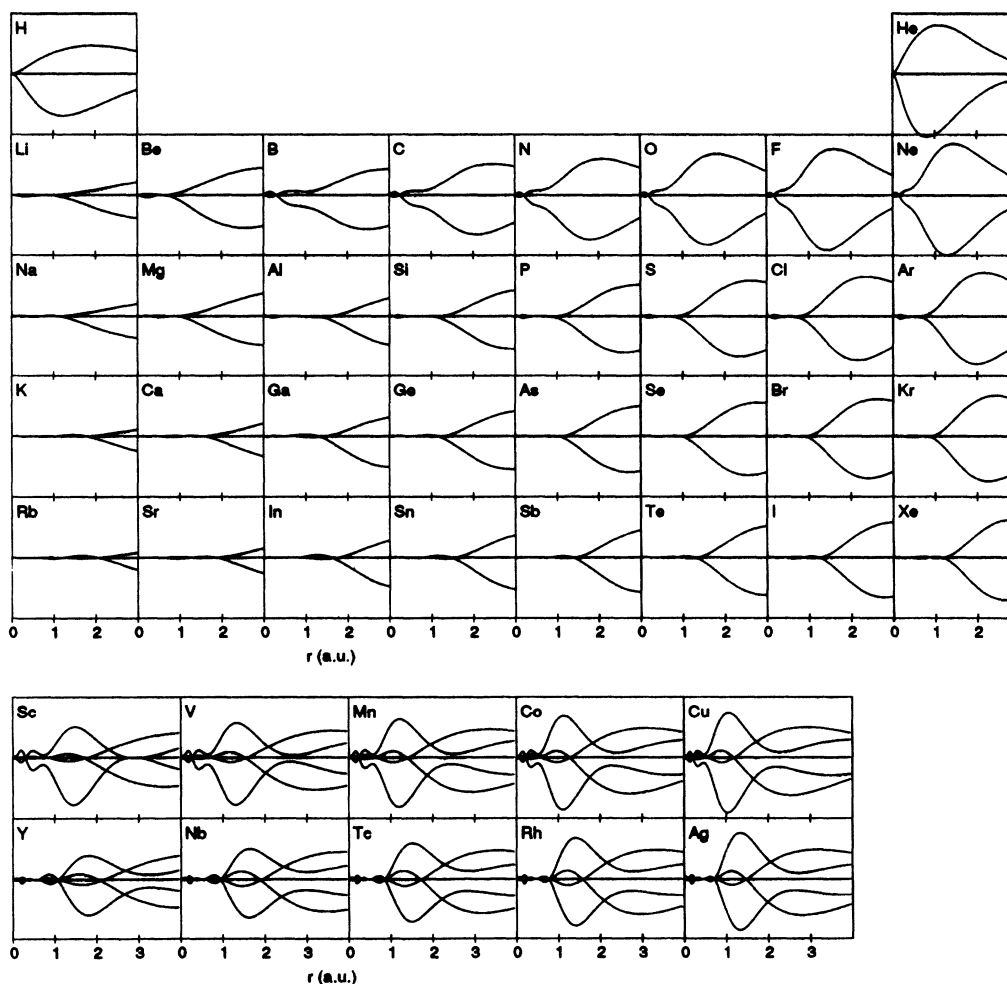 H He
Li Be B C N O F Ne
Na Mg Al Si P S Cl Ar
K Ca Ga Ge As Se Br Kr
Rb Sr In Sn Sb Te I Xe
0 1 2 0 1 2 0 1 2 0 1 2 0 1 2 0 1 2 0 1 2 0 1 2
r (a.u.)
Sc V Mn Co Cu
Y Nb Tc Rh Ag
0 1 2 3 0 1 2 3 0 1 2 3 0 1 2 3 0 1 2 3
r (a.u.)